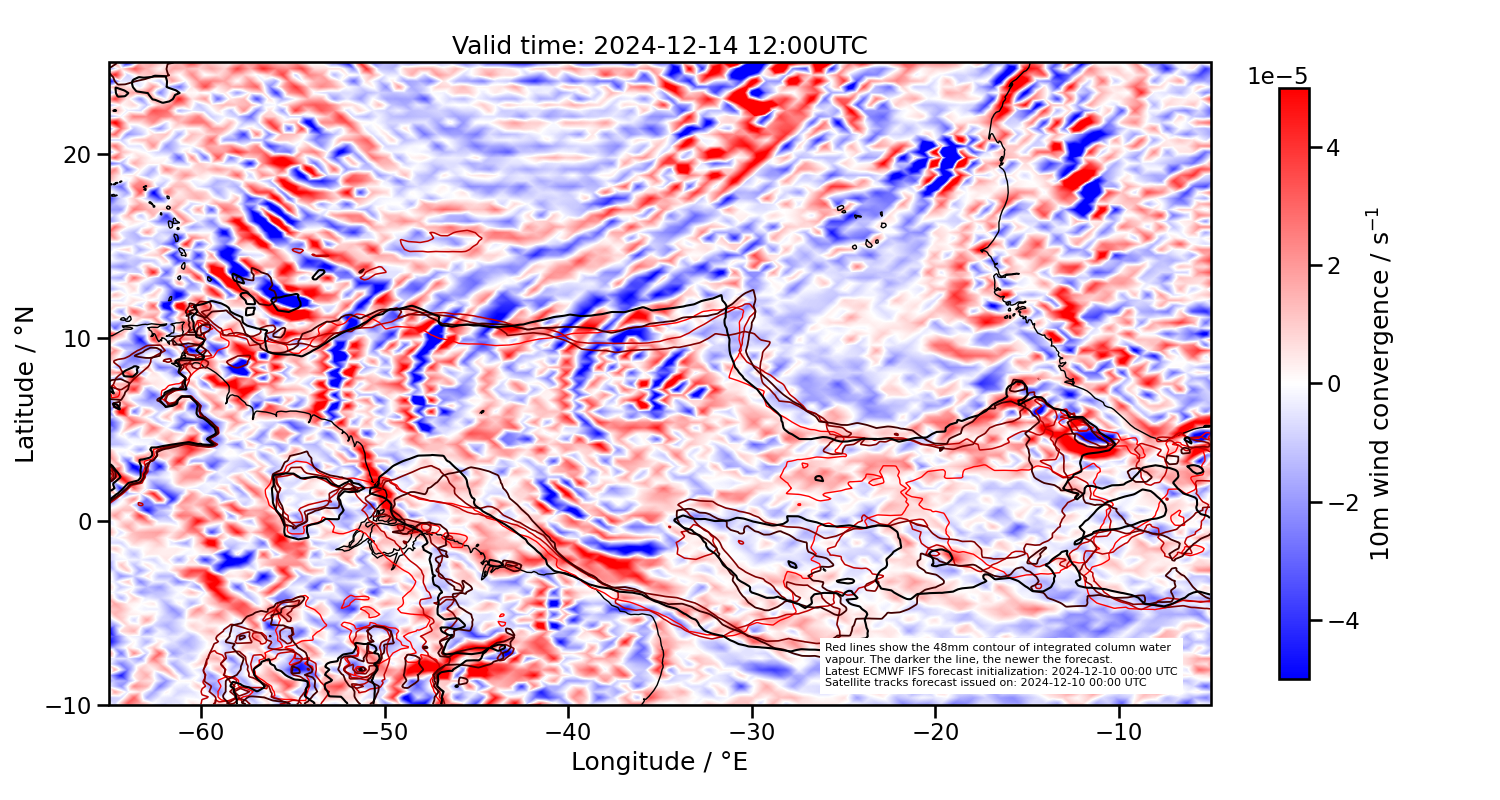 Valid time: 2024-12-14 12:00UTC
1e−5
20
10
0
−10
Latitude / °N
−60
−50
−40
−30
−20
−10
Longitude / °E
4
2
0
−2
−4
10m wind convergence / s−1
Red lines show the 48mm contour of integrated column water
vapour. The darker the line, the newer the forecast.
Latest ECMWF IFS forecast initialization: 2024-12-10 00:00 UTC
Satellite tracks forecast issued on: 2024-12-10 00:00 UTC